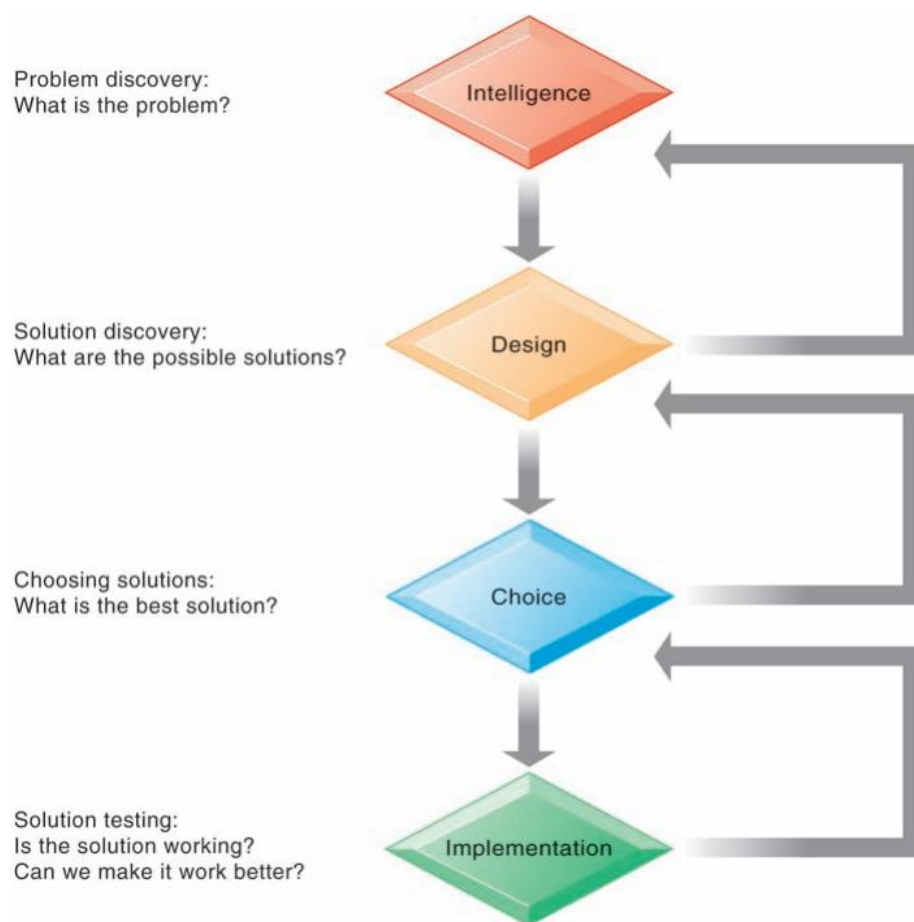 Problem discovery:
What is the problem?
Intelligence
Solution discovery:
What are the possible solutions?
Design
Choosing solutions:
What is the best solution?
Choice
Solution testing:
Is the solution working?
Can we make it work better?
Implementation